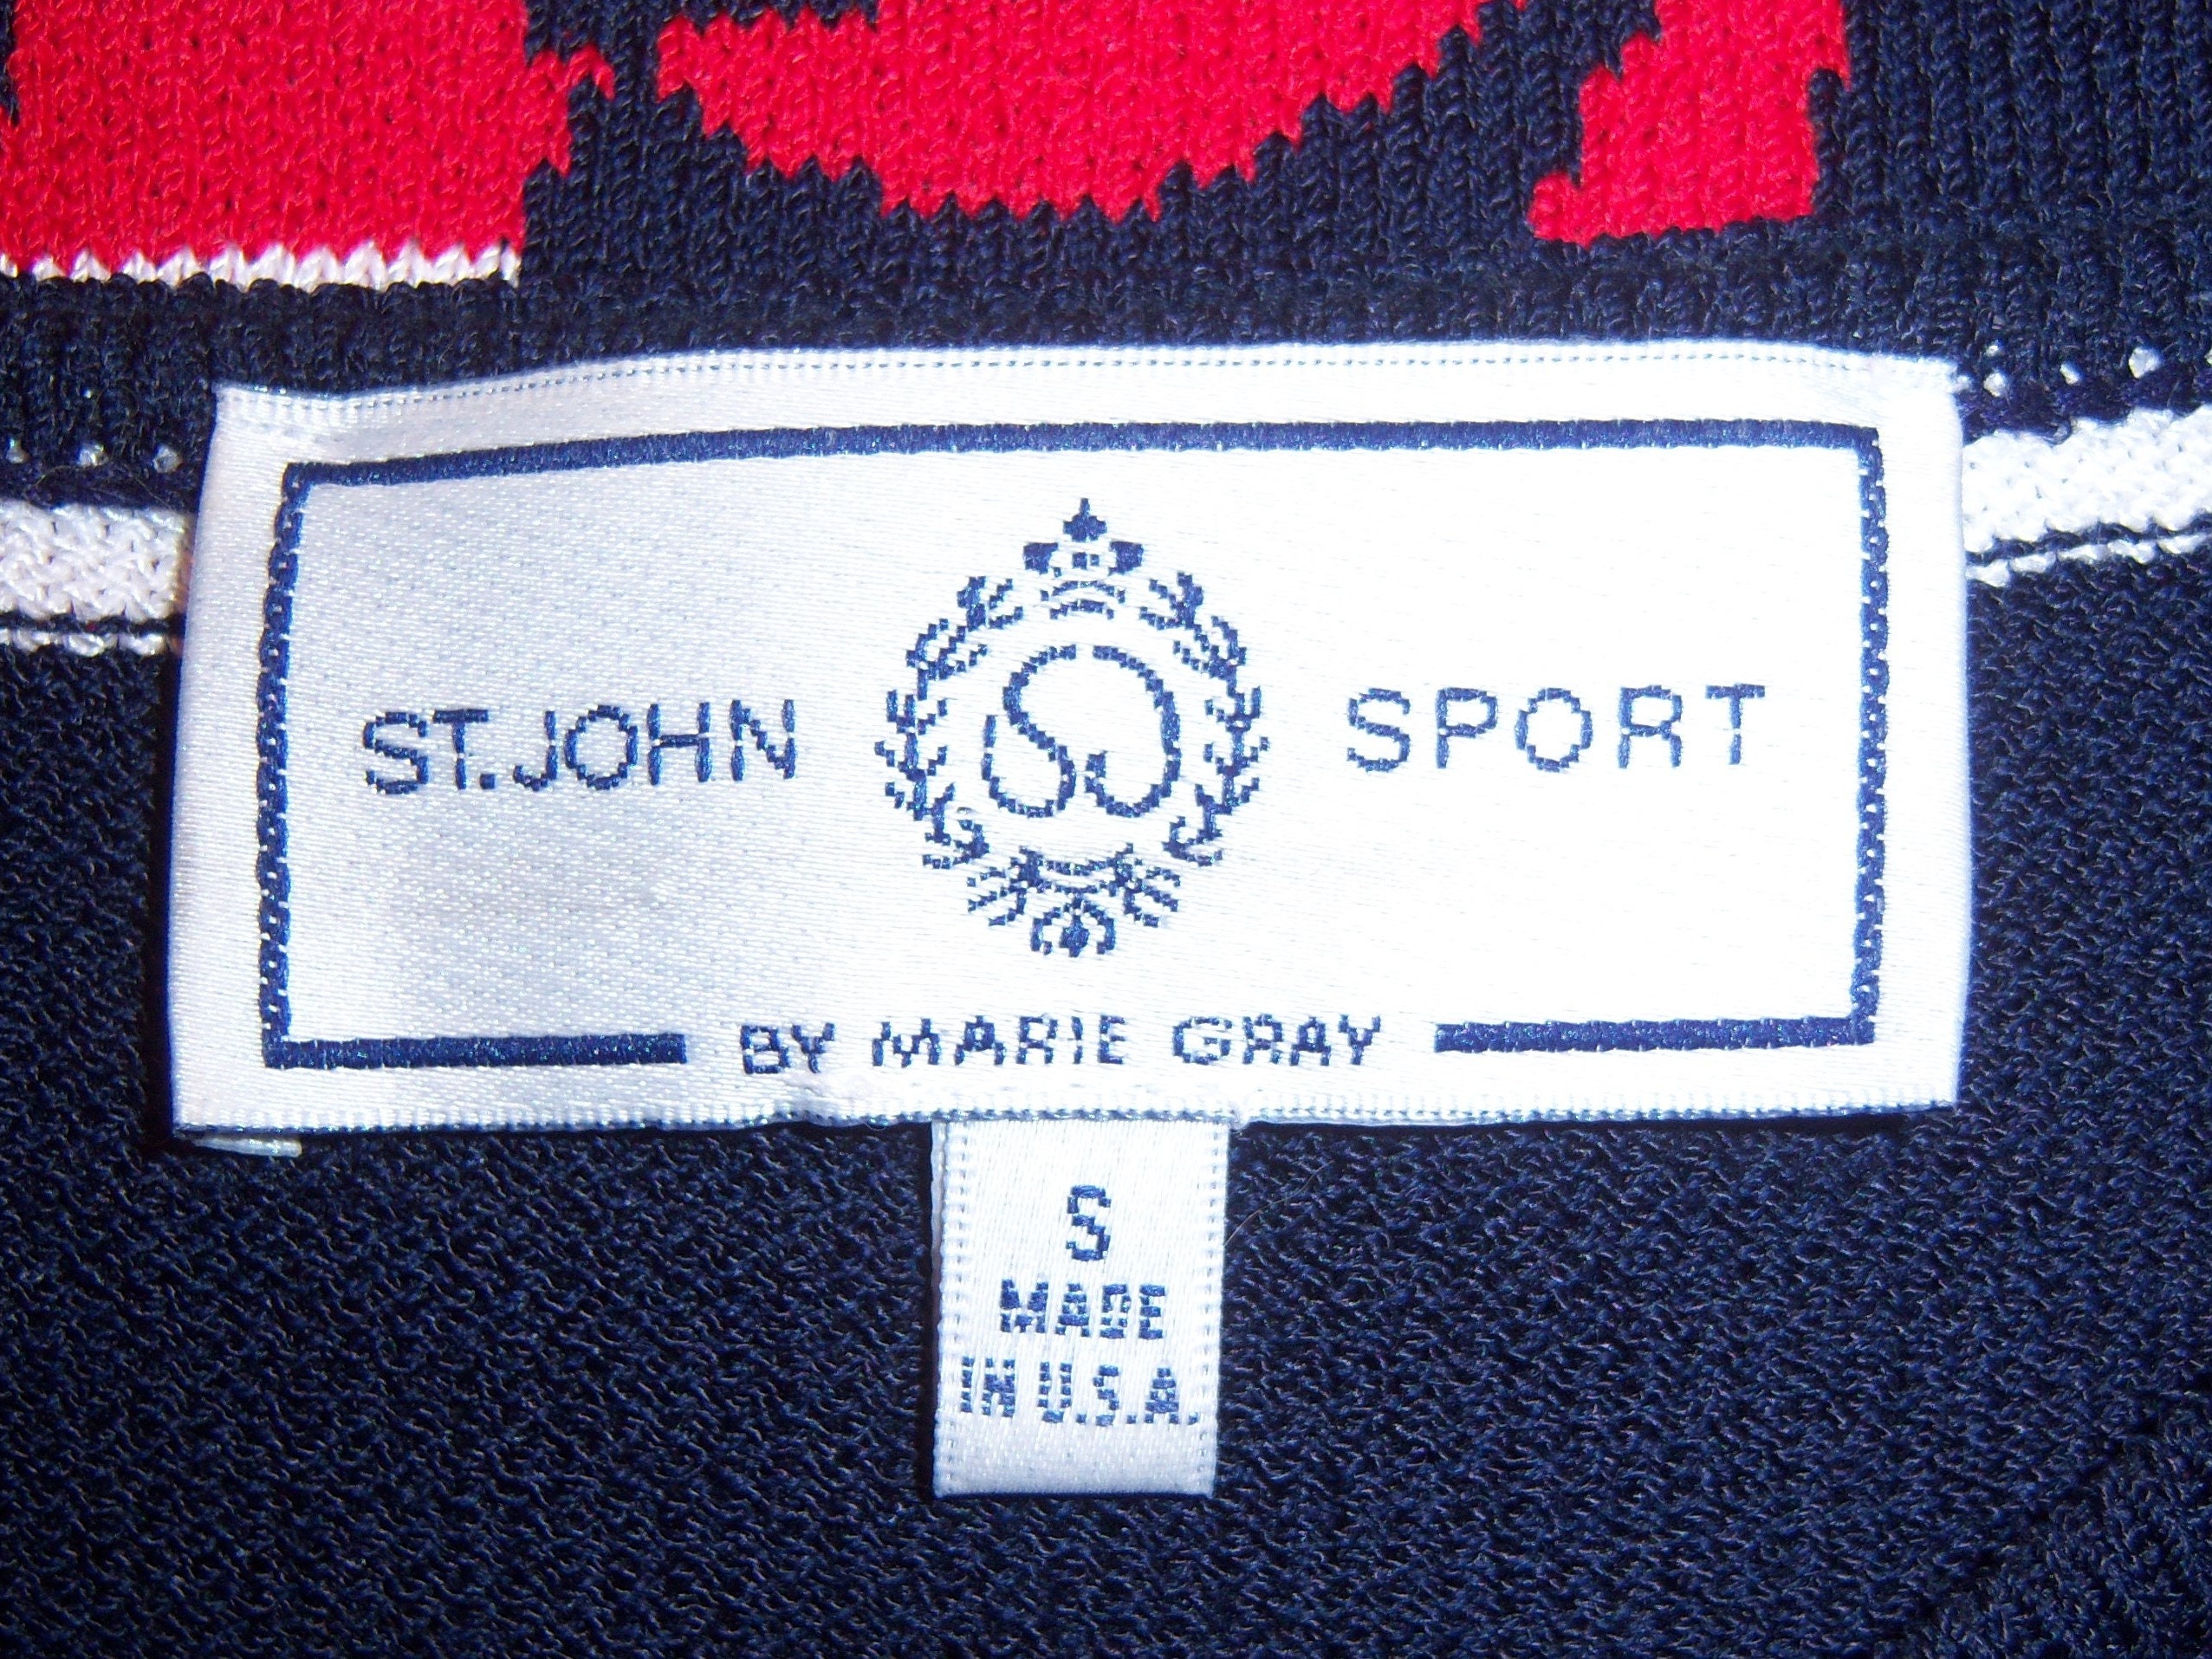 ST. JOHN SJ SPORT
BY MARIE GRAY
S
MADE
IN U.S.A.